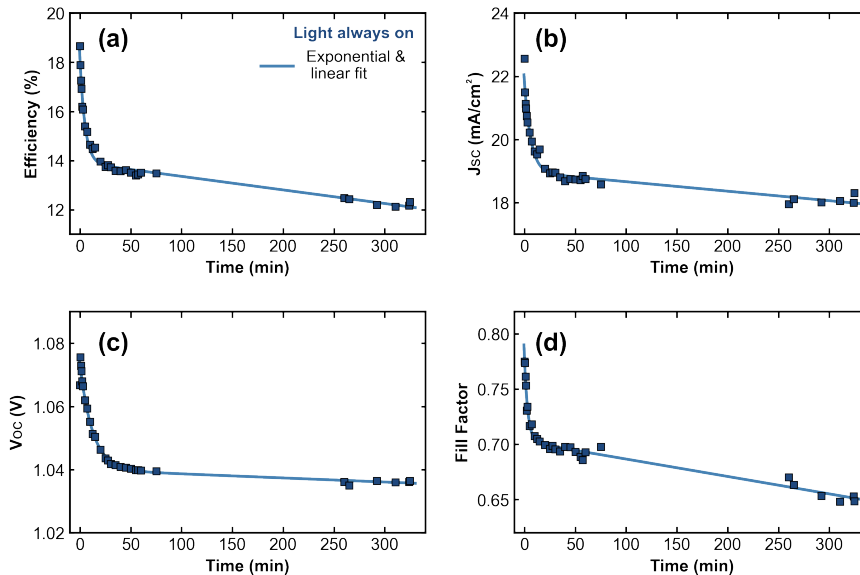 (a)
Light always on
Exponential &
linear fit
20
18
16
14
12
Efficiency (%)
0 50 100 150 200 250 300
Time (min)
(b)
24
22
20
18
JSC (mA/cm²)
0 50 100 150 200 250 300
Time (min)
(c)
1.08
1.06
1.04
1.02
VOC (V)
0 50 100 150 200 250 300
Time (min)
(d)
0.80
0.75
0.70
0.65
Fill Factor
0 50 100 150 200 250 300
Time (min)